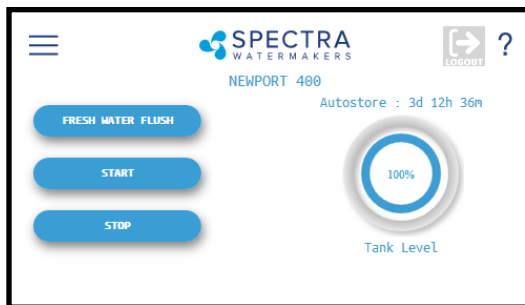 SPECTRA
WATERMAKERS
LOGOUT
?
NEWPORT 400
Autostore : 3d 12h 36m
FRESH WATER FLUSH
START
STOP
100%
Tank Level